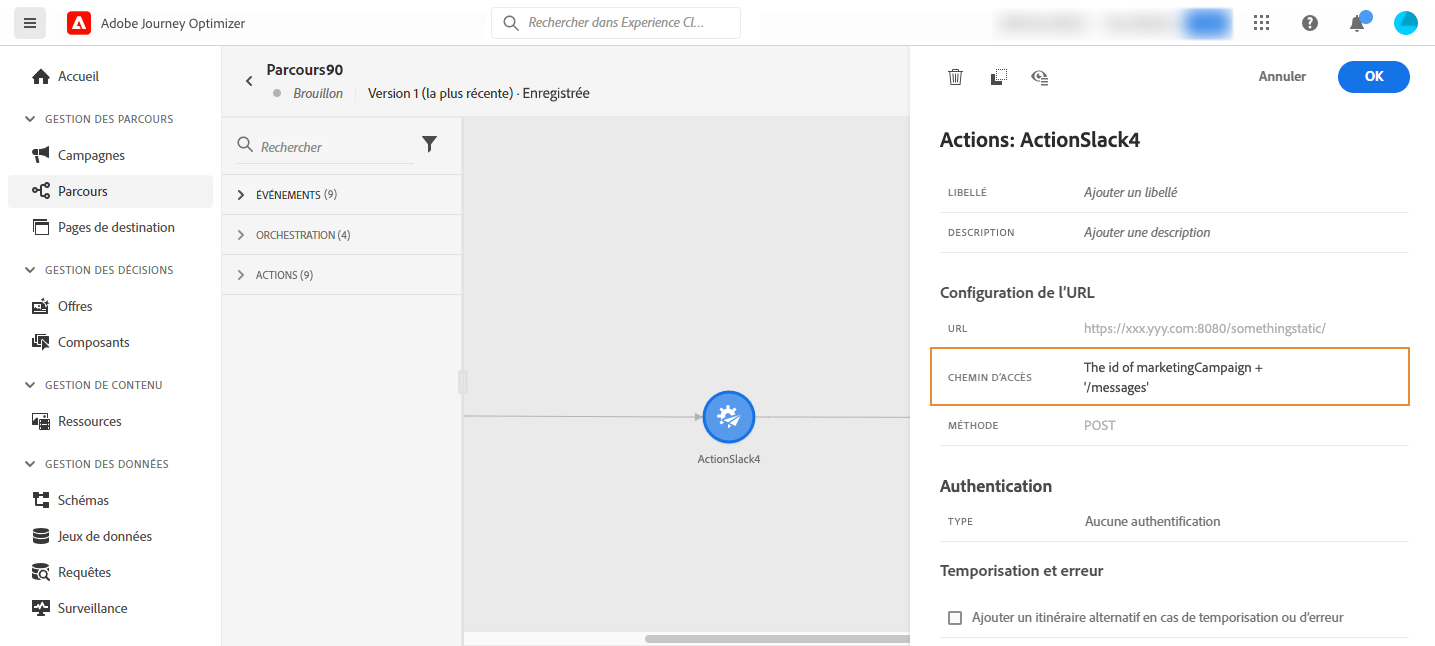 Adobe Journey Optimizer
Rechercher dans Experience Cl...
Accueil
GESTION DES PARCOURS
Campagnes
Parcours
Pages de destination
GESTION DES DÉCISIONS
Offres
Composants
GESTION DE CONTENU
Ressources
GESTION DES DONNÉES
Schémas
Jeux de données
Requêtes
Surveillance
Parcours90
Brouillon
Version 1 (la plus récente) · Enregistrée
Rechercher
ÉVÉNEMENTS (9)
ORCHESTRATION (4)
ACTIONS (9)
ActionSlack4
Annuler
OK
Actions: ActionSlack4
LIBELLÉ Ajouter un libellé
DESCRIPTION Ajouter une description
Configuration de l'URL
URL https://xxx.yyy.com:8080/somethingstatic/
CHEMIN D'ACCÈS The id of marketingCampaign +
'/messages'
MÉTHODE POST
Authentication
TYPE Aucune authentification
Temporisation et erreur
Ajouter un itinéraire alternatif en cas de temporisation ou d'erreur